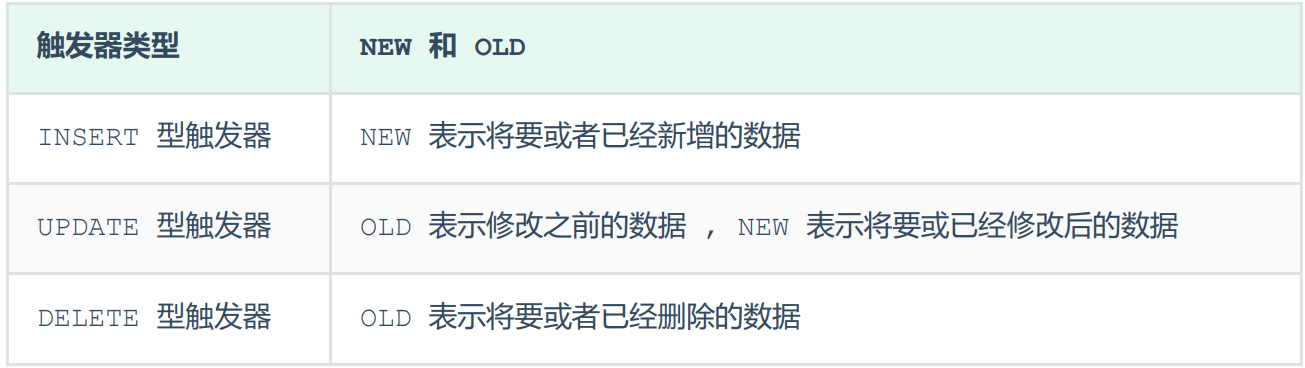 触发器类型 NEW 和 OLD
INSERT 型触发器 NEW 表示将要或者已经新增的数据
UPDATE 型触发器 OLD 表示修改之前的数据 , NEW 表示将要或已经修改后的数据
DELETE 型触发器 OLD 表示将要或者已经删除的数据